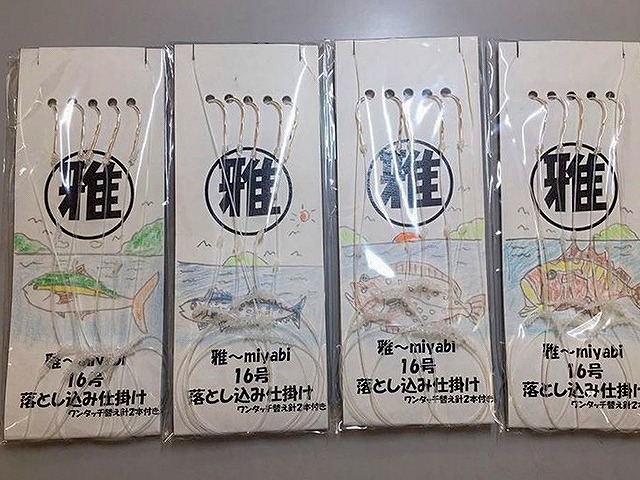 雅
雅～miyabi
16号
落とし込み仕掛け
ワンタッチ替え針2本付き
雅
雅～miyabi
16号
落とし込み仕掛け
ワンタッチ替え針2本付き
雅
雅～miyabi
16号
落とし込み仕掛け
ワンタッチ替え針2本付き
雅
雅～miyabi
16号
落とし込み仕掛け
ワンタッチ替え針2